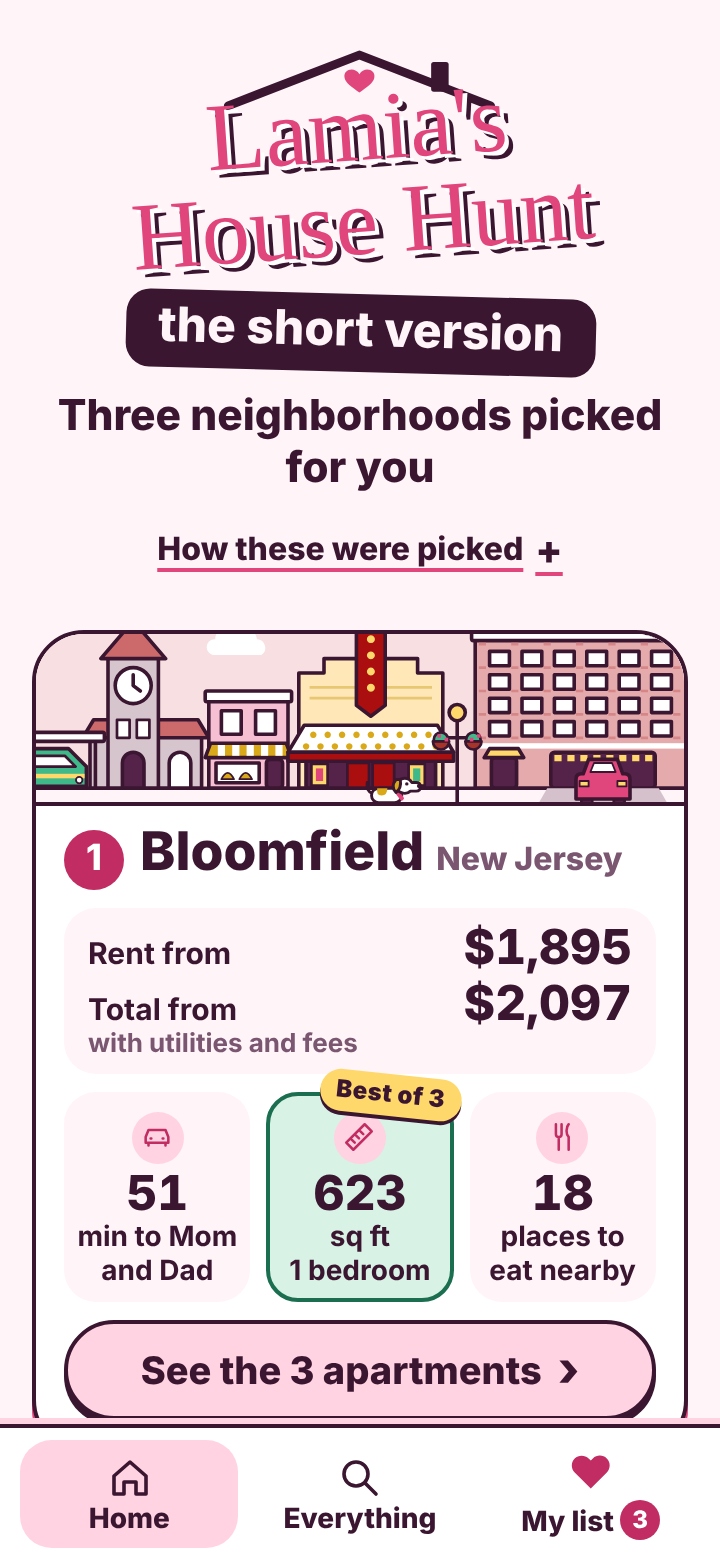 Lamia's
House Hunt
the short version
Three neighborhoods picked
for you
How these were picked +
1 Bloomfield New Jersey
Rent from $1,895
Total from $2,097
with utilities and fees
Best of 3
51
min to Mom
and Dad
623
sq ft
1 bedroom
18
places to
eat nearby
See the 3 apartments ›
Home
Everything
My list 3